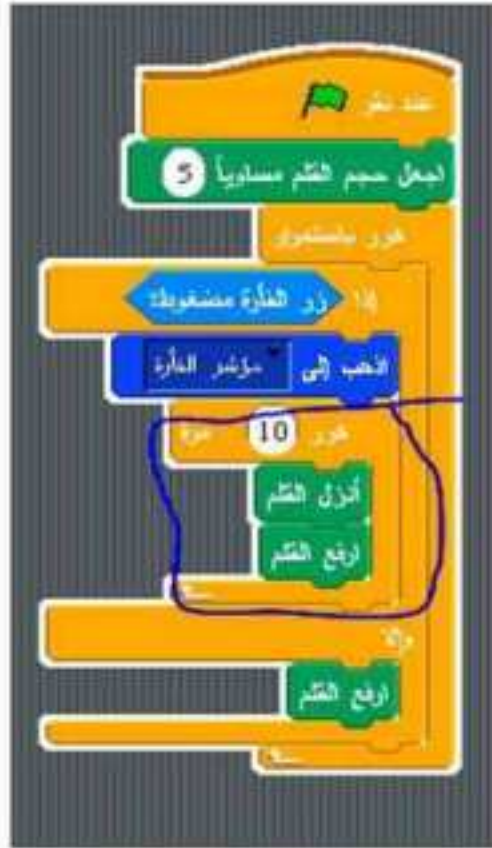 عند نقر
اجعل حجم القلم مساوياً 5
كرر باستمرار
إذا زر الفأرة مضغوط؟
اذهب إلى مؤشر الفأرة
كرر 10 مرة
أنزل القلم
ارفع القلم
وإلا
ارفع القلم